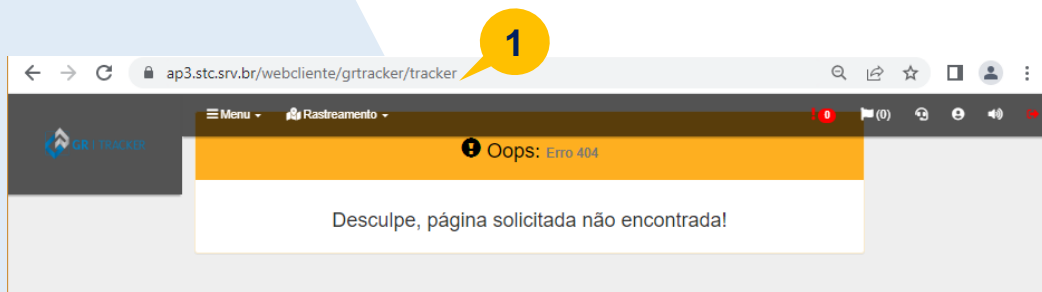 1
ap3.stc.srv.br/webcliente/grtracker/tracker
Menu
Rastreamento
0
(0)
GR TRACKER
Oops: Erro 404
Desculpe, página solicitada não encontrada!